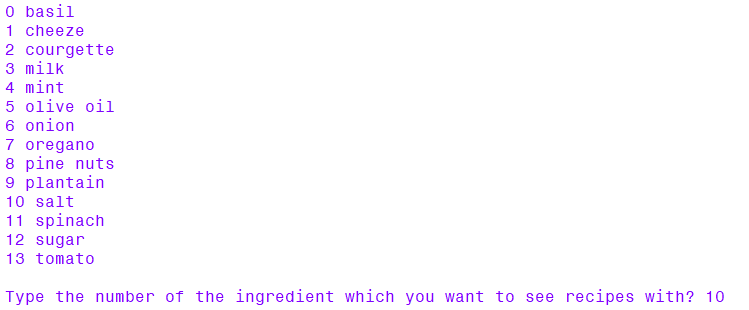 0 basil
1 cheeze
2 courgette
3 milk
4 mint
5 olive oil
6 onion
7 oregano
8 pine nuts
9 plantain
10 salt
11 spinach
12 sugar
13 tomato
Type the number of the ingredient which you want to see recipes with? 10